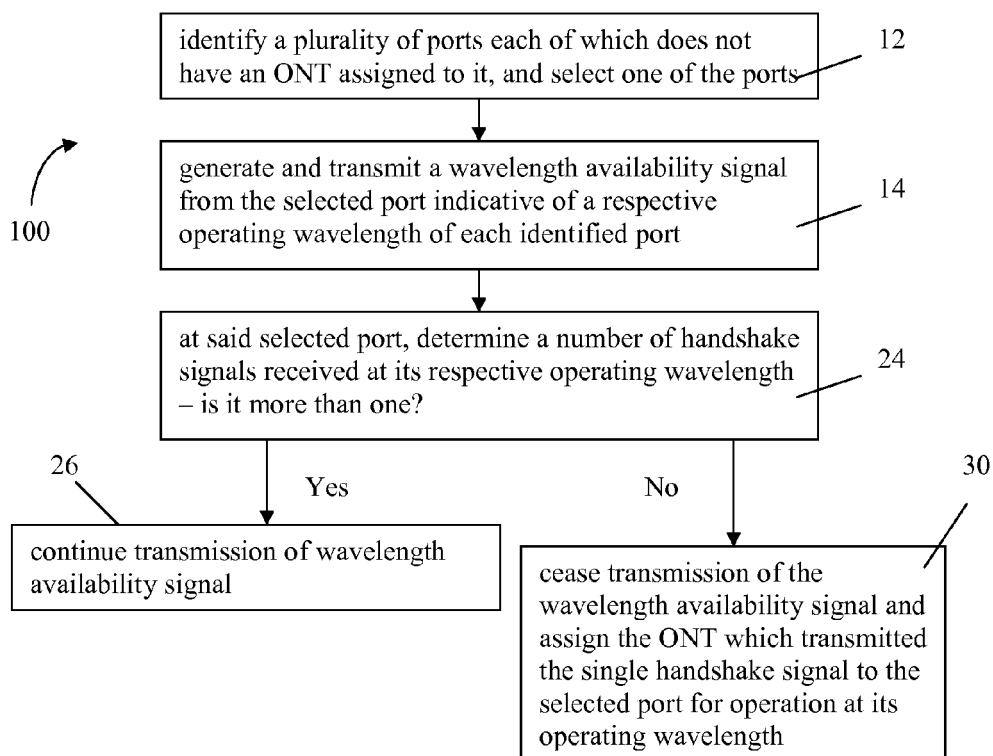 identify a plurality of ports each of which does not
have an ONT assigned to it, and select one of the ports
12
generate and transmit a wavelength availability signal
from the selected port indicative of a respective
operating wavelength of each identified port
14
100
at said selected port, determine a number of handshake
signals received at its respective operating wavelength
– is it more than one?
24
26
Yes
No
30
continue transmission of wavelength
availability signal
cease transmission of the
wavelength availability signal and
assign the ONT which transmitted
the single handshake signal to the
selected port for operation at its
operating wavelength